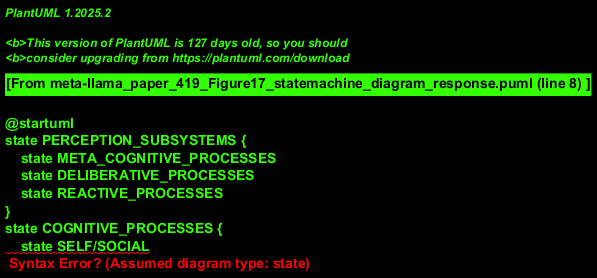 PlantUML 1.2025.2
<b>This version of PlantUML is 127 days old, so you should
<b>consider upgrading from https://plantuml.com/download
[From meta-llama_paper_419_Figure17_statemachine_diagram_response.puml (line 8) ]
@startuml
state PERCEPTION_SUBSYSTEMS {
    state META_COGNITIVE_PROCESSES
    state DELIBERATIVE_PROCESSES
    state REACTIVE_PROCESSES
}
state COGNITIVE_PROCESSES {
    state SELF/SOCIAL
Syntax Error? (Assumed diagram type: state)